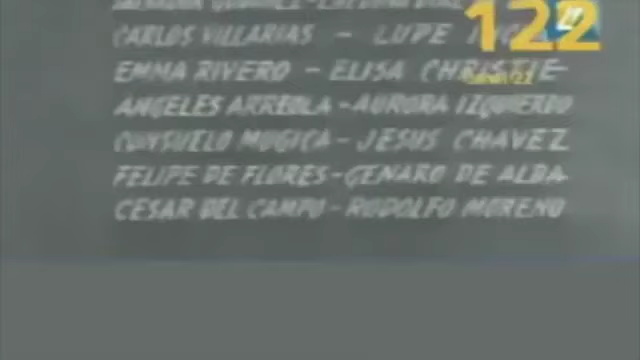 122
CARLOS VILLARIAS - LUPE
EMMA RIVERO - ELISA CHRISTIE-
ANGELES ARREOLA-AURORA IZQUIERDO
CONSUELO MUGICA-JESUS CHAVEZ
FELIPE DE FLORES-GENARO DE ALBA-
CESAR DEL CAMPO-RODOLFO MORENO